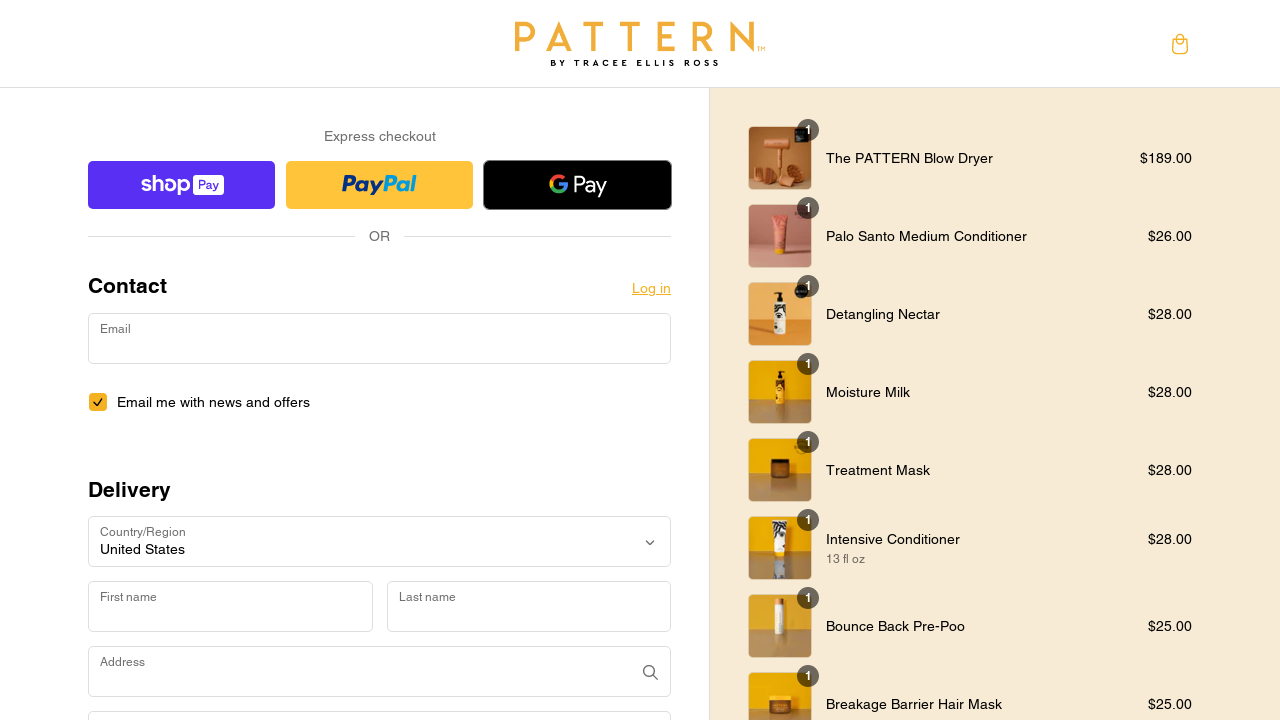 PATTERN™
BY TRACEE ELLIS ROSS
Express checkout
shop Pay
PayPal
G Pay
OR
Contact
Log in
Email
Email me with news and offers
Delivery
Country/Region
United States
First name
Last name
Address
1
The PATTERN Blow Dryer
$189.00
1
Palo Santo Medium Conditioner
$26.00
1
Detangling Nectar
$28.00
1
Moisture Milk
$28.00
1
Treatment Mask
$28.00
1
Intensive Conditioner
$28.00
13 fl oz
1
Bounce Back Pre-Poo
$25.00
1
Breakage Barrier Hair Mask
$25.00